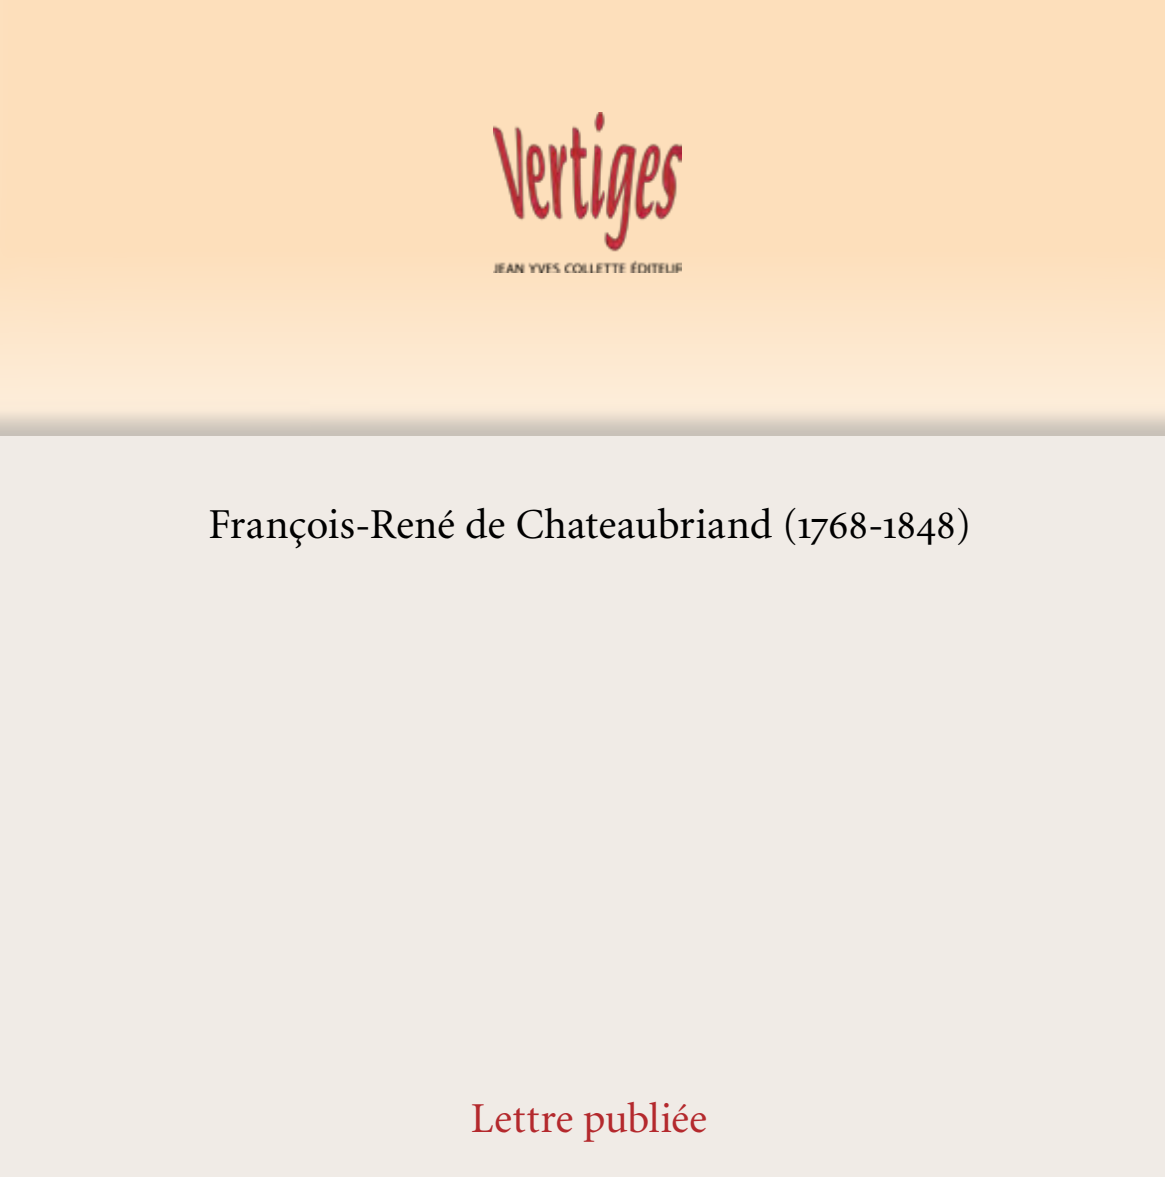 Vertiges
JEAN YVES COLLETTE ÉDITEUR
François-René de Chateaubriand (1768-1848)
Lettre publiée